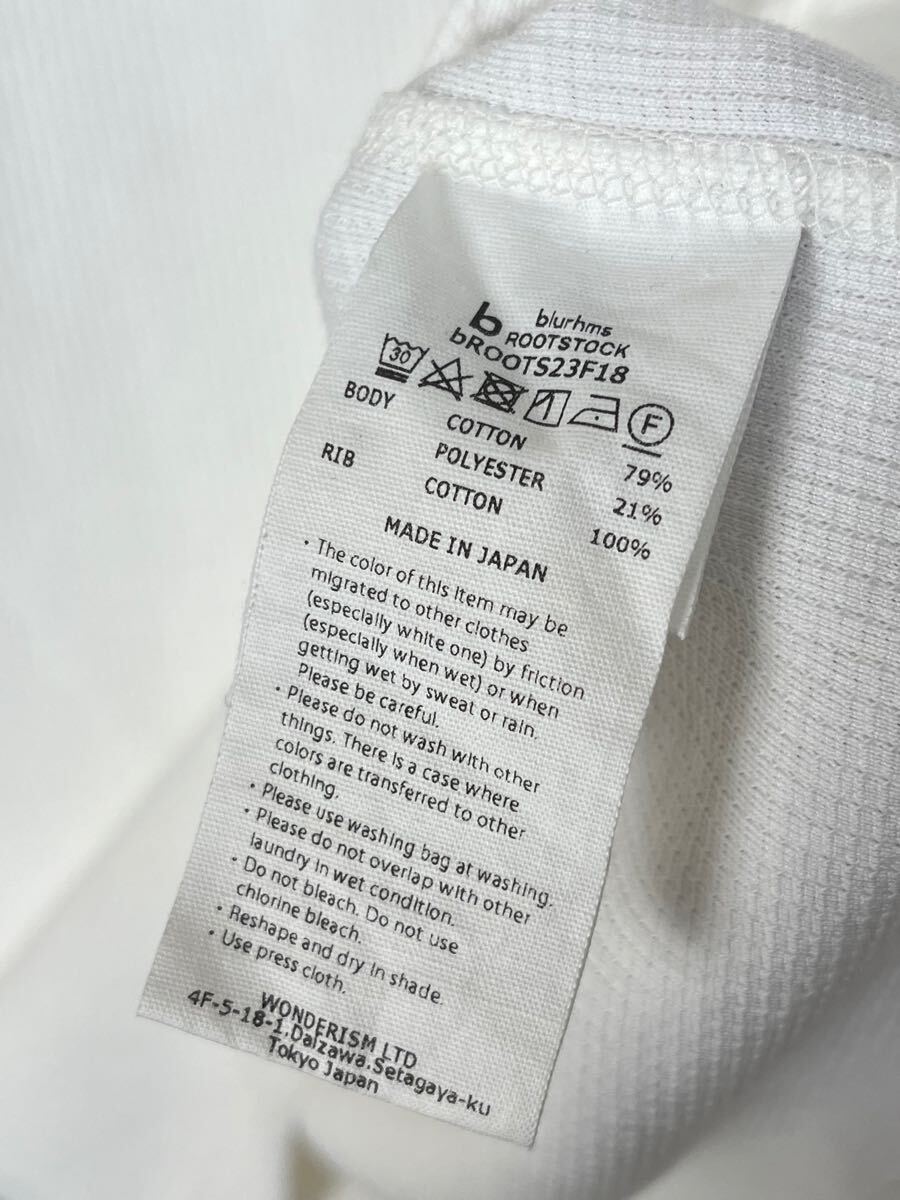 b blurhms
ROOTSTOCK
bROOTS23F18
30 F
BODY COTTON 79%
POLYESTER 21%
RIB COTTON 100%
MADE IN JAPAN
・The color of this item may be
migrated to other clothes
(especially white one) by friction
(especially when wet) or when
getting wet by sweat or rain.
Please be careful.
・Please do not wash with other
things. There is a case where
colors are transferred to other
clothing.
・Please use washing bag at washing.
・Please do not overlap with other
laundry in wet condition.
・Do not bleach. Do not use
chlorine bleach.
・Reshape and dry in shade
・Use press cloth.
WONDERISM LTD
4F-5-18-1,Daizawa,Setagaya-ku
Tokyo Japan